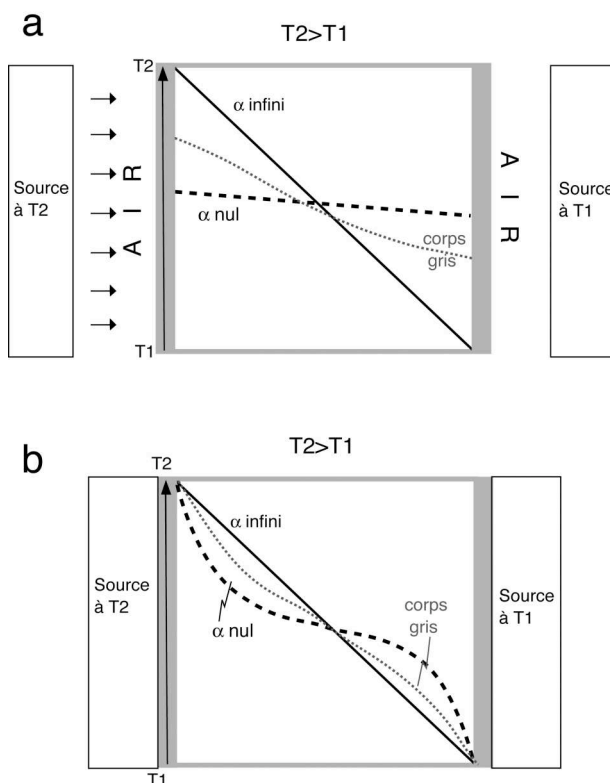 a
T2>T1
T2
α infini
Source
à T2
A I R
α nul
corps
gris
A I R
Source
à T1
T1
b
T2>T1
T2
α infini
Source
à T2
α nul
corps
gris
Source
à T1
T1